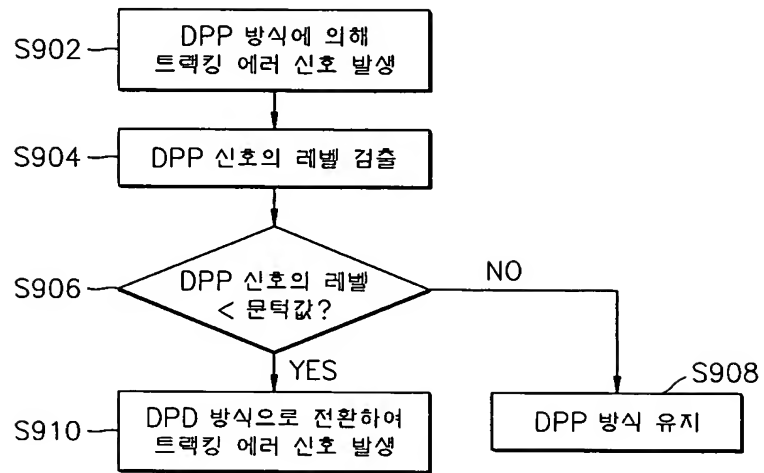 S902
DPP 방식에 의해
트랙킹 에러 신호 발생
S904
DPP 신호의 레벨 검출
S906
DPP 신호의 레벨
< 문턱값?
NO
YES
S908
DPP 방식 유지
S910
DPD 방식으로 전환하여
트랙킹 에러 신호 발생